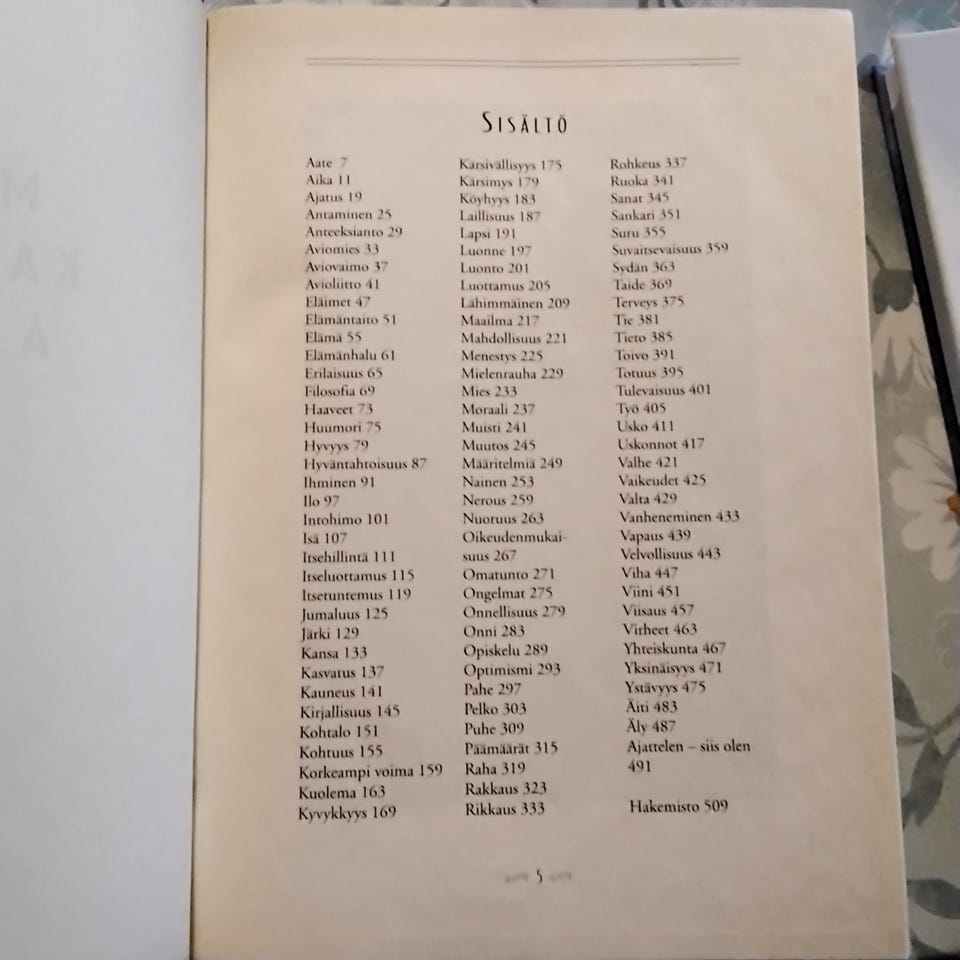 SISÄLTÖ
Aate 7
Aika 11
Ajatus 19
Antaminen 25
Anteeksianto 29
Aviomies 33
Aviovaimo 37
Avioliitto 41
Eläimet 47
Elämäntaito 51
Elämä 55
Elämänhalu 61
Erilaisuus 65
Filosofia 69
Haaveet 73
Huumori 75
Hyvyys 79
Hyväntahtoisuus 87
Ihminen 91
Ilo 97
Intohimo 101
Isä 107
Itsehillintä 111
Itseluottamus 115
Itsetuntemus 119
Jumaluus 125
Järki 129
Kansa 133
Kasvatus 137
Kauneus 141
Kirjallisuus 145
Kohtalo 151
Kohtuus 155
Korkeampi voima 159
Kuolema 163
Kyvykkyys 169
Kärsivällisyys 175
Kärsimys 179
Köyhyys 183
Laillisuus 187
Lapsi 191
Luonne 197
Luonto 201
Luottamus 205
Lähimmäinen 209
Maailma 217
Mahdollisuus 221
Menestys 225
Mielenrauha 229
Mies 233
Moraali 237
Muisti 241
Muutos 245
Määritelmiä 249
Nainen 253
Nerous 259
Nuoruus 263
Oikeudenmukai-
suus 267
Omatunto 271
Ongelmat 275
Onnellisuus 279
Onni 283
Opiskelu 289
Optimismi 293
Pahe 297
Pelko 303
Puhe 309
Päämäärät 315
Raha 319
Rakkaus 323
Rikkaus 333
Rohkeus 337
Ruoka 341
Sanat 345
Sankari 351
Suru 355
Suvaitsevaisuus 359
Sydän 363
Taide 369
Terveys 375
Tie 381
Tieto 385
Toivo 391
Totuus 395
Tulevaisuus 401
Työ 405
Usko 411
Uskonnot 417
Valhe 421
Vaikeudet 425
Valta 429
Vanheneminen 433
Vapaus 439
Velvollisuus 443
Viha 447
Viini 451
Viisaus 457
Virheet 463
Yhteiskunta 467
Yksinäisyys 471
Ystävyys 475
Äiti 483
Äly 487
Ajattelen – siis olen
491
Hakemisto 509
5